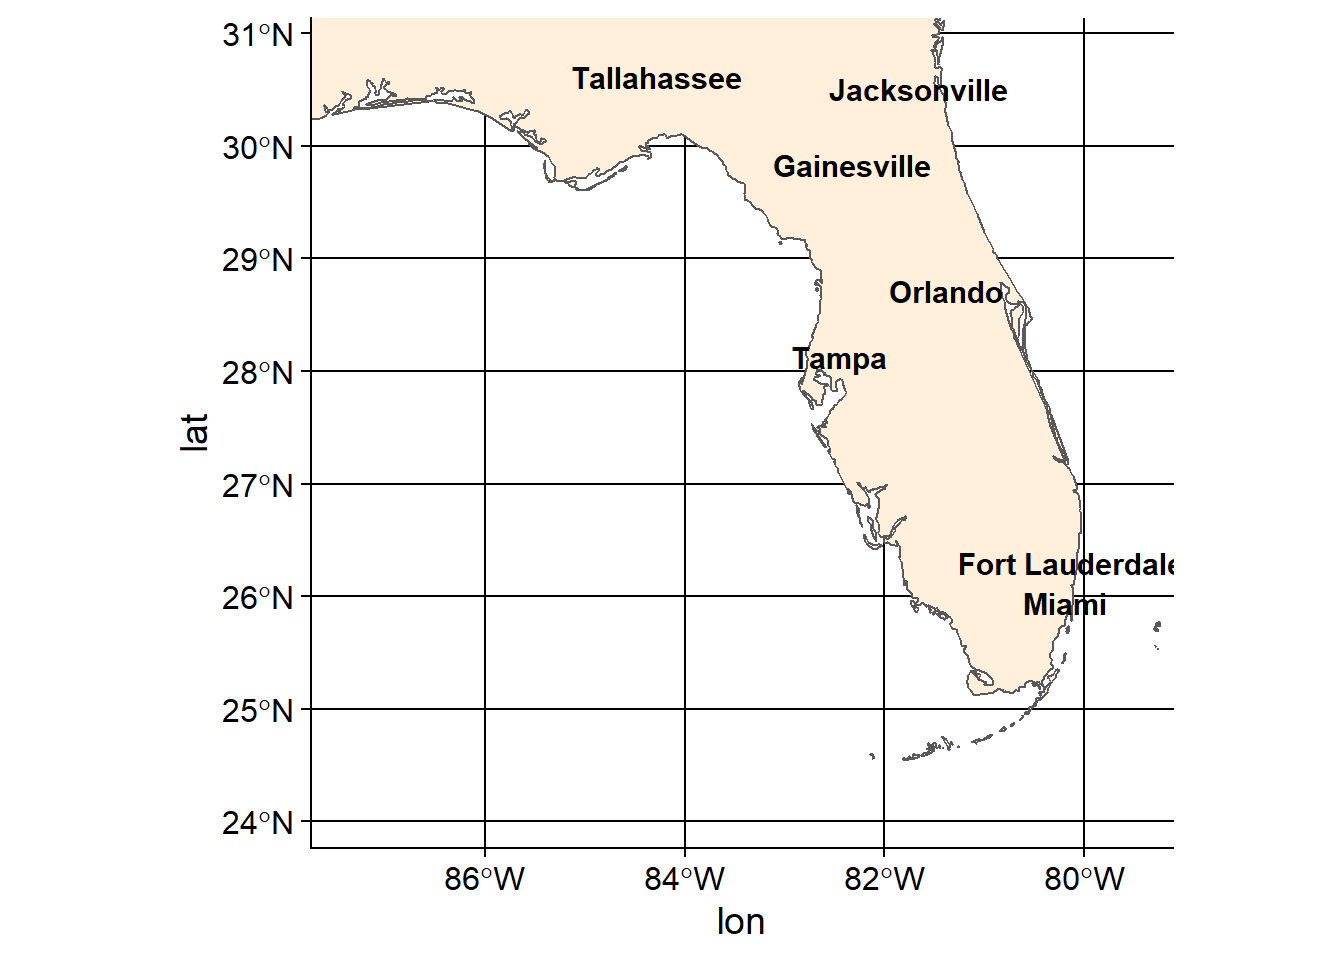 31°N
Tallahassee
Jacksonville
30°N
Gainesville
29°N
Orlando
Tampa
28°N
lat
27°N
Fort Lauderdale
26°N
Miami
25°N
24°N
86°W 84°W 82°W 80°W
lon